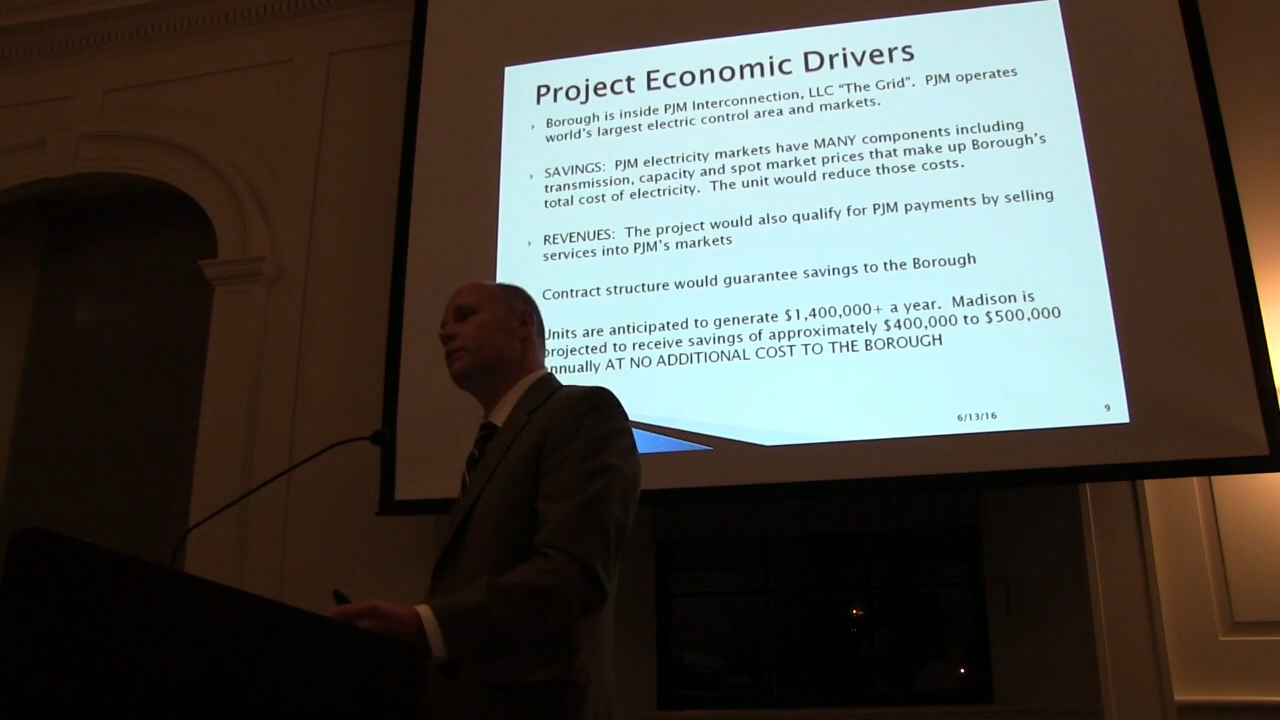 Project Economic Drivers
Borough is inside PJM Interconnection, LLC "The Grid". PJM operates
world's largest electric control area and markets.
SAVINGS: PJM electricity markets have MANY components including
transmission, capacity and spot market prices that make up Borough's
total cost of electricity. The unit would reduce those costs.
REVENUES: The project would also qualify for PJM payments by selling
services into PJM's markets
Contract structure would guarantee savings to the Borough
Units are anticipated to generate $1,400,000+ a year. Madison is
projected to receive savings of approximately $400,000 to $500,000
annually AT NO ADDITIONAL COST TO THE BOROUGH
6/13/16
9